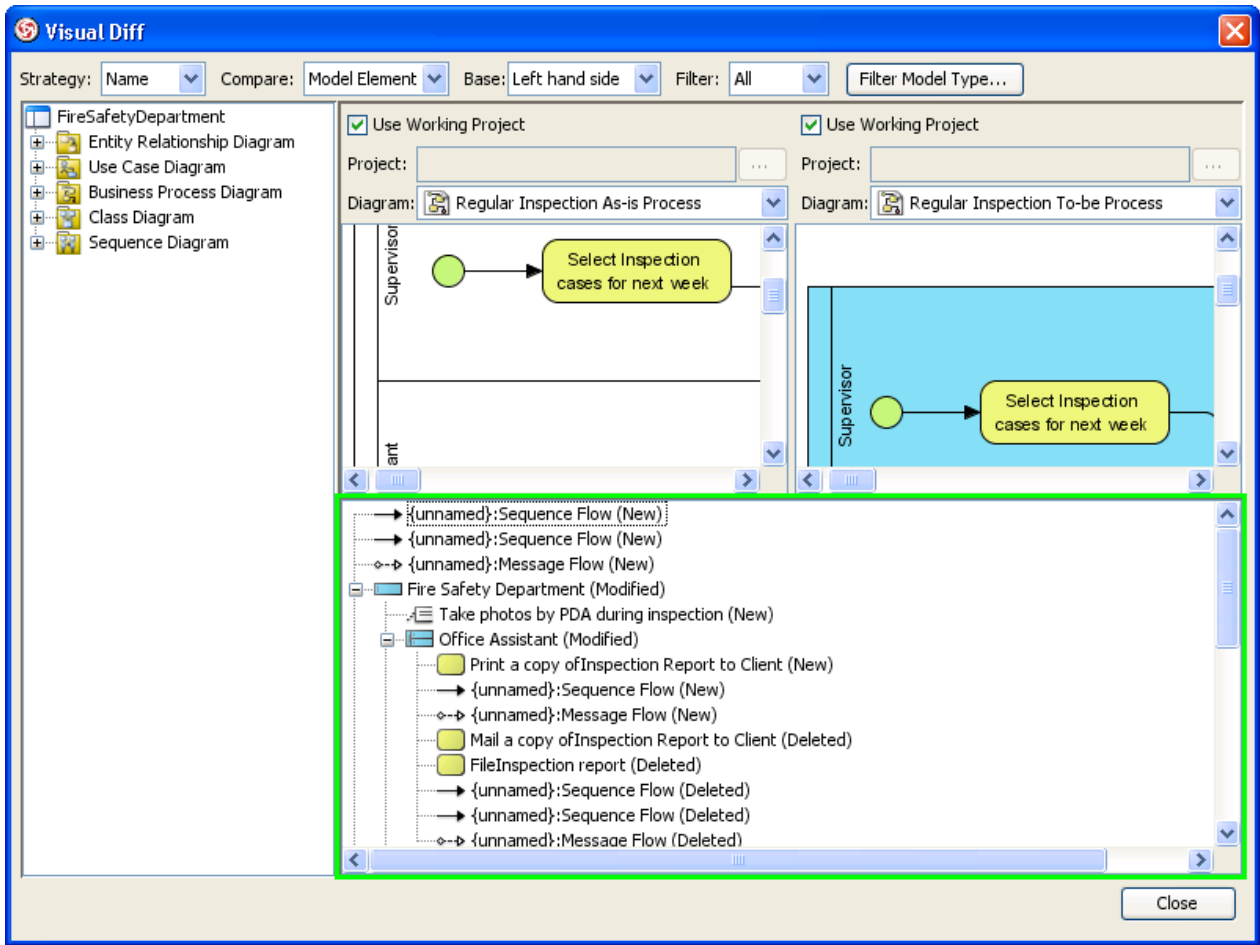 Visual Diff
Strategy: Name Compare: Model Element Base: Left hand side Filter: All Filter Model Type...
FireSafetyDepartment
Entity Relationship Diagram
Use Case Diagram
Business Process Diagram
Class Diagram
Sequence Diagram
Use Working Project
Project: ...
Diagram: Regular Inspection As-is Process
Supervisor
Select Inspection
cases for next week
ant
Use Working Project
Project: ...
Diagram: Regular Inspection To-be Process
Supervisor
Select Inspection
cases for next week
{unnamed}:Sequence Flow (New)
{unnamed}:Sequence Flow (New)
{unnamed}:Message Flow (New)
Fire Safety Department (Modified)
Take photos by PDA during inspection (New)
Office Assistant (Modified)
Print a copy ofInspection Report to Client (New)
{unnamed}:Sequence Flow (New)
{unnamed}:Message Flow (New)
Mail a copy ofInspection Report to Client (Deleted)
FileInspection report (Deleted)
{unnamed}:Sequence Flow (Deleted)
{unnamed}:Sequence Flow (Deleted)
{unnamed}:Message Flow (Deleted)
Close